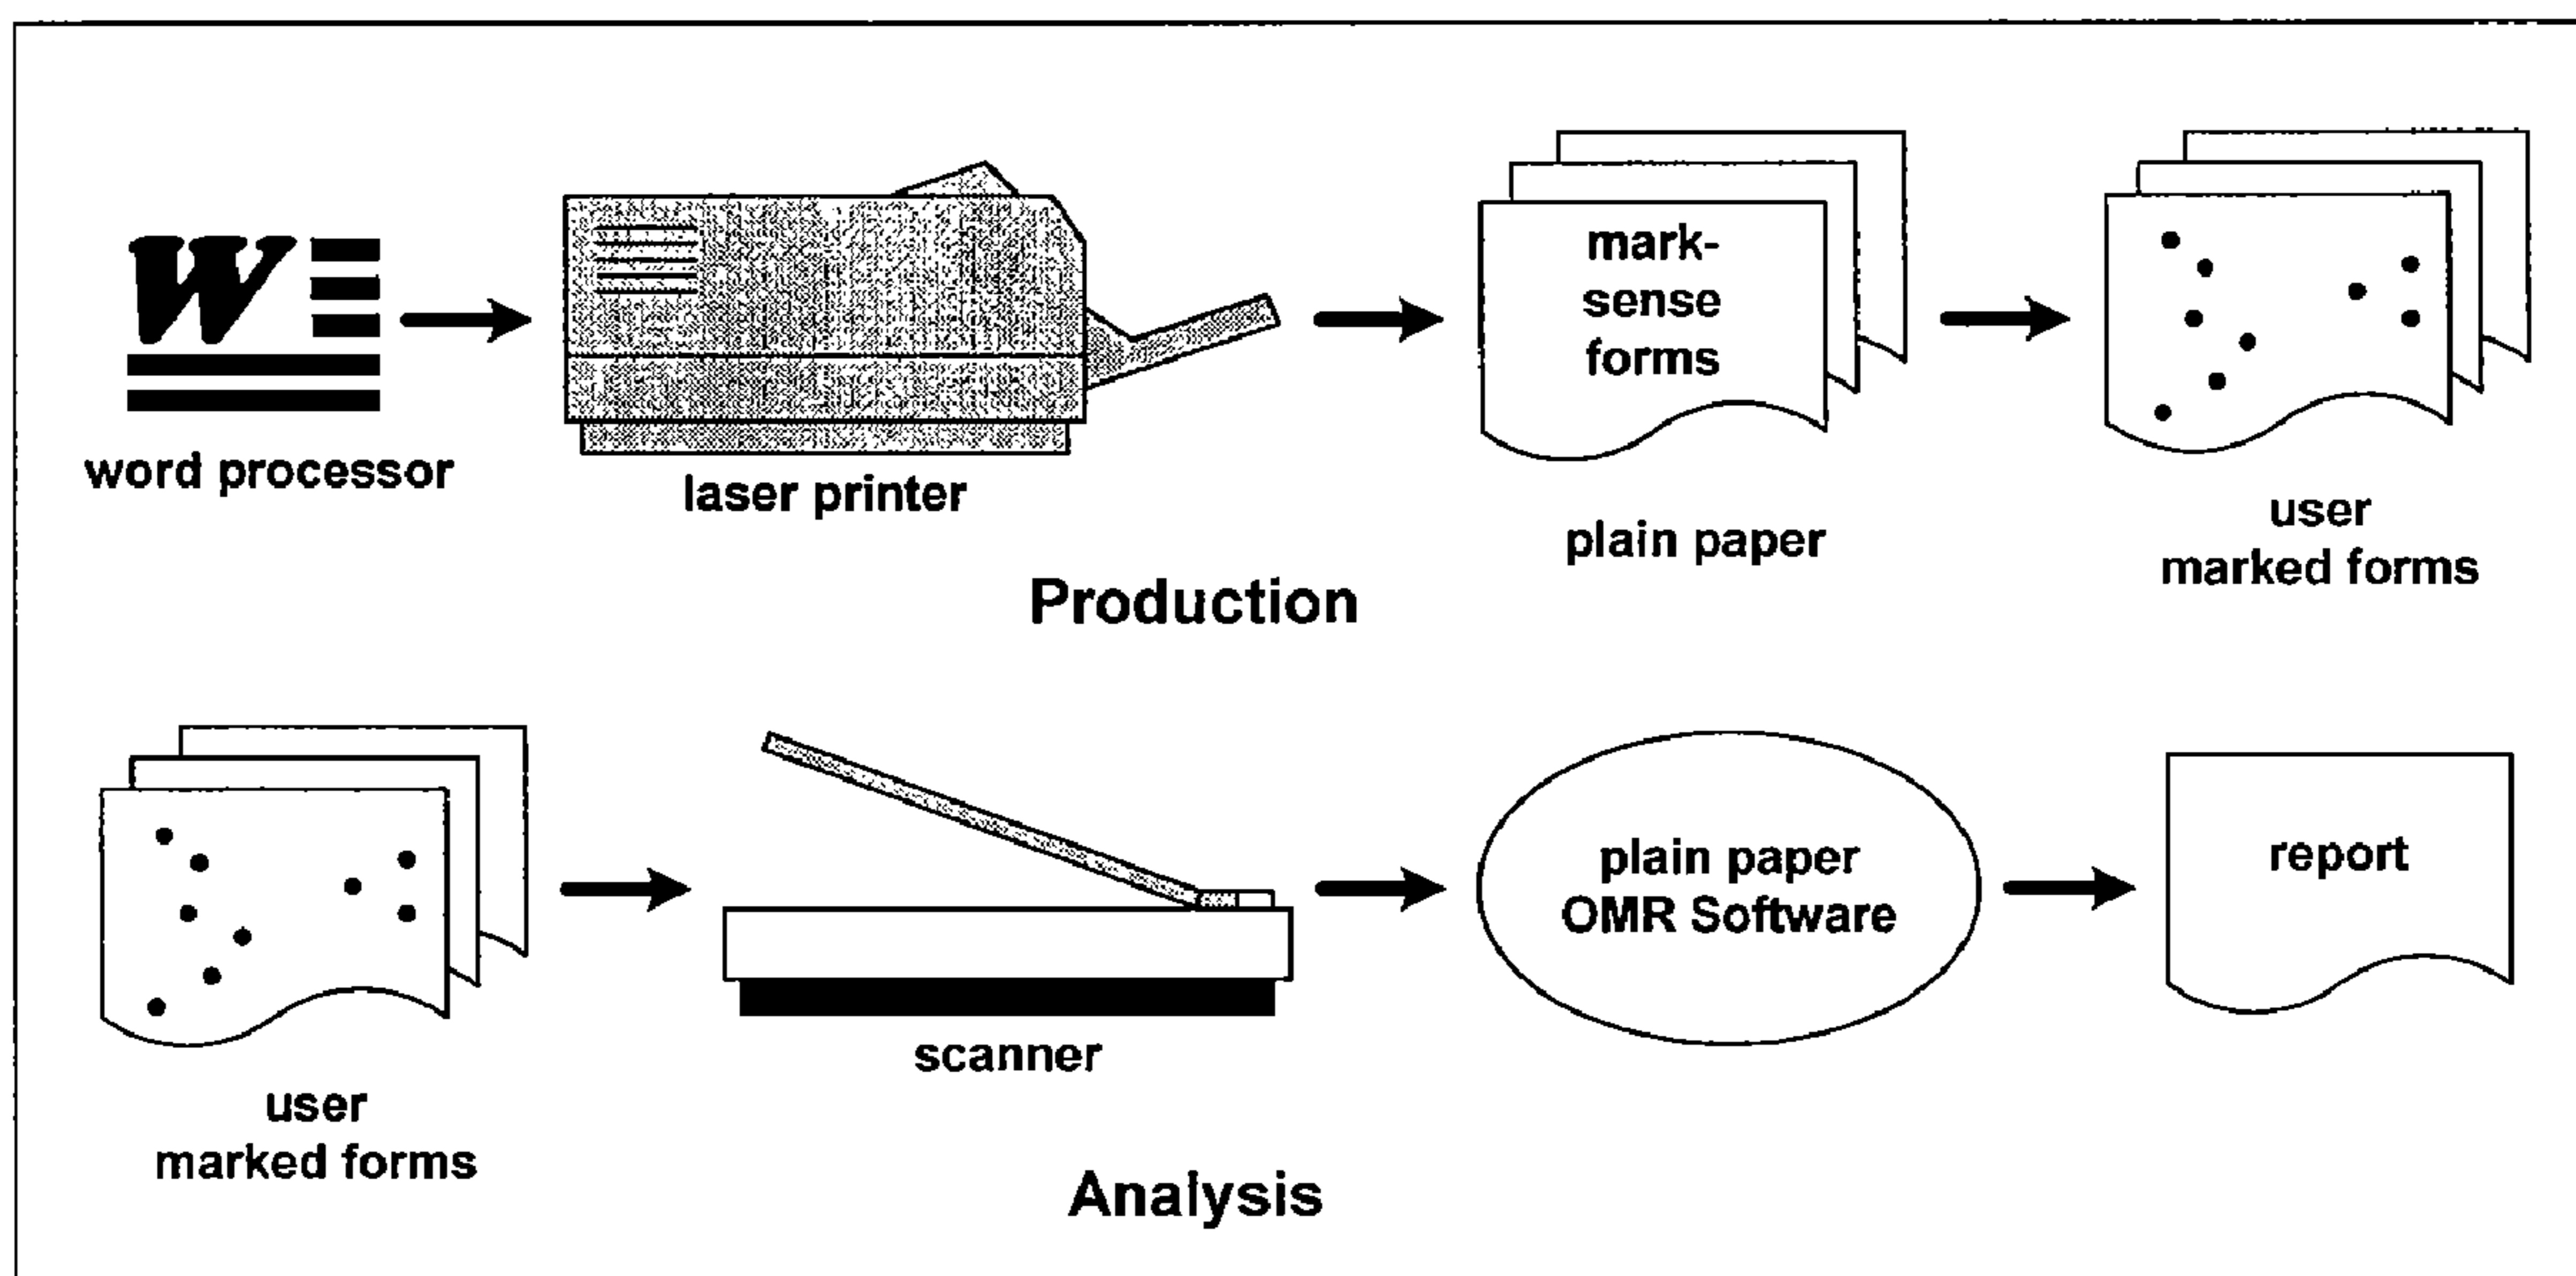 W
word processor
laser printer
mark-
sense
forms
plain paper
user
marked forms
Production
user
marked forms
scanner
plain paper
OMR Software
report
Analysis